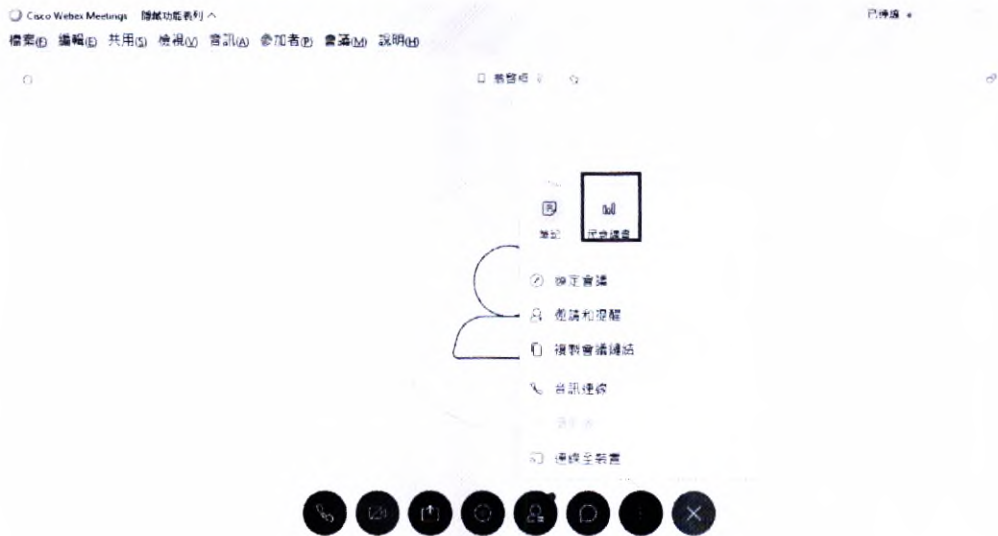 Cisco Webex Meetings 隱藏功能表列 已連線
檔案(F) 編輯(E) 共用(S) 檢視(V) 音訊(A) 參加者(P) 會議(M) 說明(H)
筆記 民意調查
鎖定會議
邀請和提醒
複製會議鏈結
音訊連線
連線至裝置